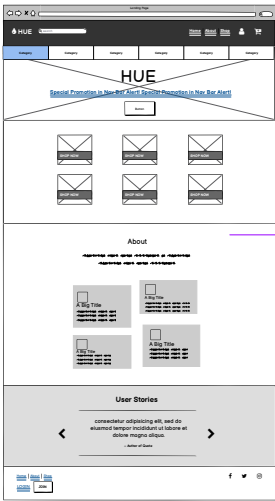 Landing Page
HUE
Search
Home About Shop
Category Category Category Category Category Category
HUE
Special Promotion in Nav Bar Alert! Special Promotion in Nav Bar Alert!
Button
SHOP NOW SHOP NOW SHOP NOW
SHOP NOW SHOP NOW SHOP NOW
About
A Big Title
A Big Title
A Big Title
A Big Title
User Stories
consectetur adipisicing elit, sed do
eiusmod tempor incididunt ut labore et
dolore magna aliqua.
- Author of Quote
Home | About | Shop
JOIN